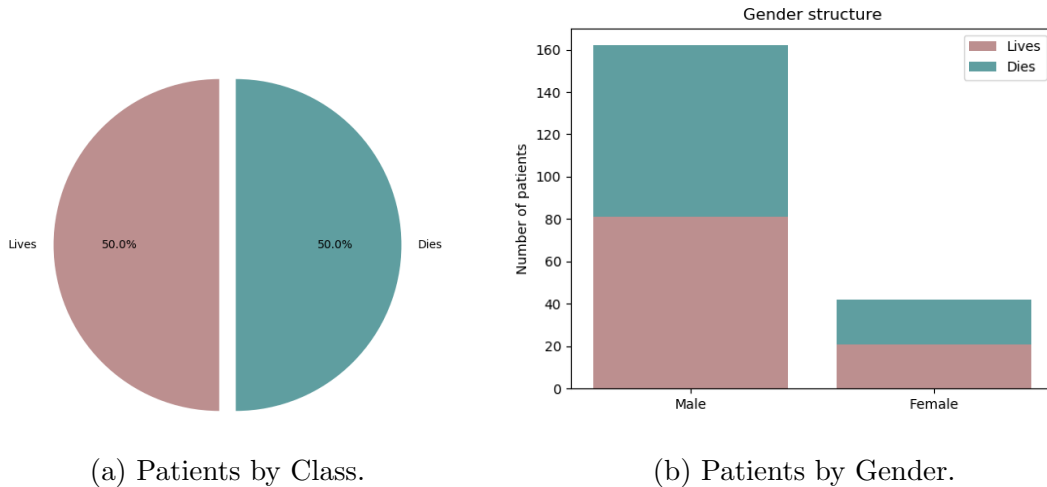 Lives
50.0%
50.0%
Dies
(a) Patients by Class.
Gender structure
Number of patients
160
140
120
100
80
60
40
20
0
Male
Female
Lives
Dies
(b) Patients by Gender.